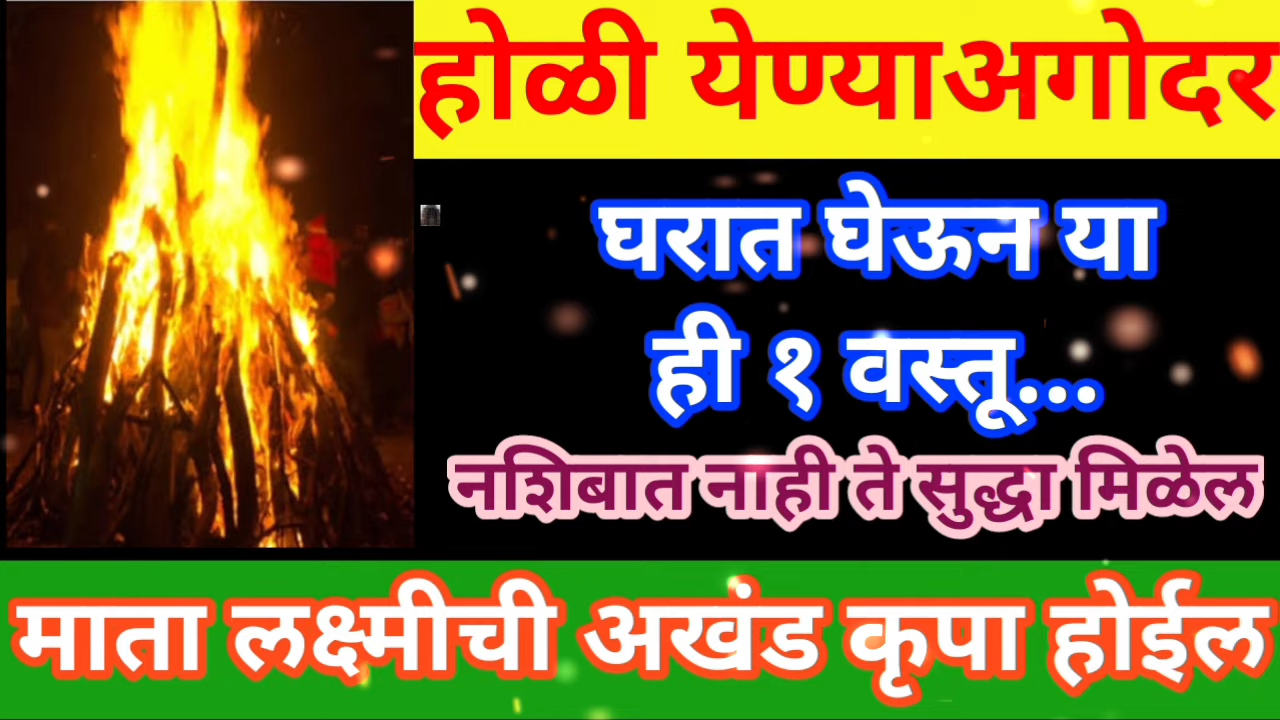 होळी येण्याअगोदर
घरात घेऊन या
ही १ वस्तू...
नशिबात नाही ते सुद्धा मिळेल
माता लक्ष्मीची अखंड कृपा होईल